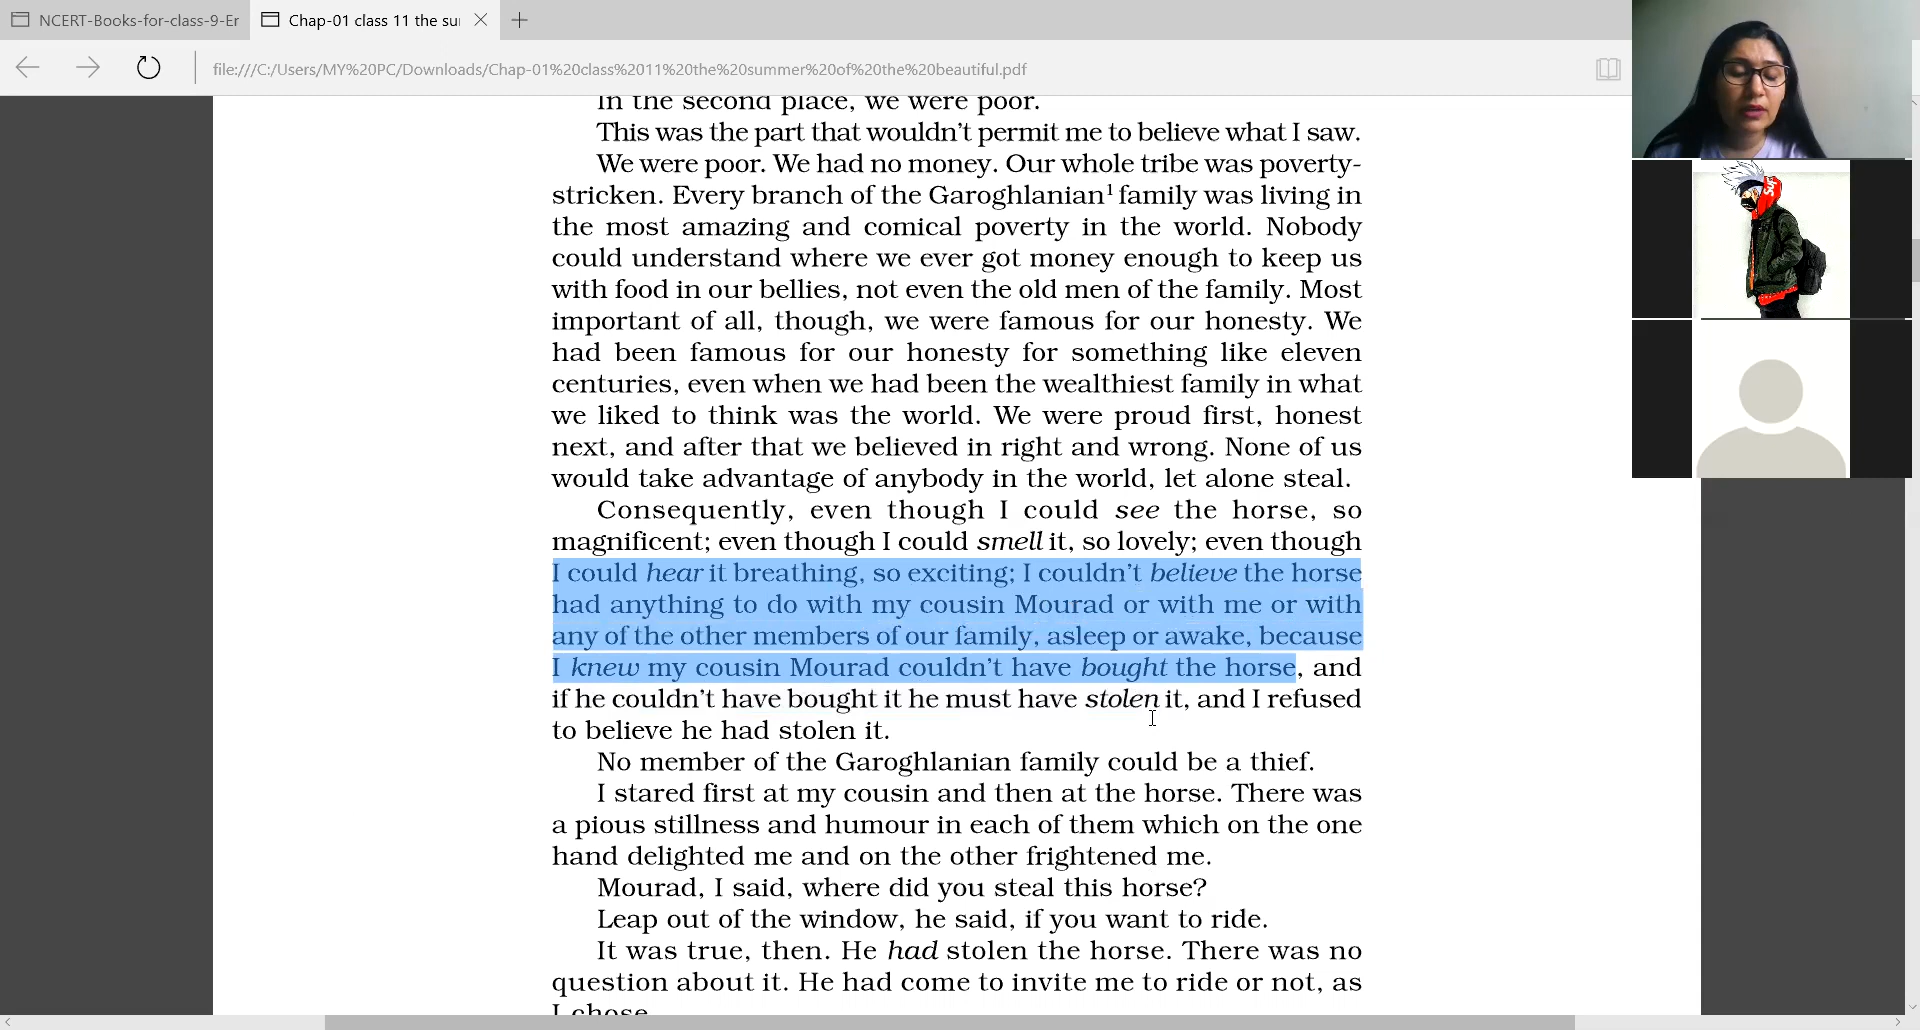 NCERT-Books-for-class-9-Er
Chap-01 class 11 the su
file:///C:/Users/MY%20PC/Downloads/Chap-01%20class%2011%20the%20summer%20of%20the%20beautiful.pdf
In the second place, we were poor.
This was the part that wouldn't permit me to believe what I saw.
We were poor. We had no money. Our whole tribe was poverty-
stricken. Every branch of the Garoghlanian¹ family was living in
the most amazing and comical poverty in the world. Nobody
could understand where we ever got money enough to keep us
with food in our bellies, not even the old men of the family. Most
important of all, though, we were famous for our honesty. We
had been famous for our honesty for something like eleven
centuries, even when we had been the wealthiest family in what
we liked to think was the world. We were proud first, honest
next, and after that we believed in right and wrong. None of us
would take advantage of anybody in the world, let alone steal.
Consequently, even though I could see the horse, so
magnificent; even though I could smell it, so lovely; even though
I could hear it breathing, so exciting; I couldn't believe the horse
had anything to do with my cousin Mourad or with me or with
any of the other members of our family, asleep or awake, because
I knew my cousin Mourad couldn't have bought the horse, and
if he couldn't have bought it he must have stolen it, and I refused
to believe he had stolen it.
No member of the Garoghlanian family could be a thief.
I stared first at my cousin and then at the horse. There was
a pious stillness and humour in each of them which on the one
hand delighted me and on the other frightened me.
Mourad, I said, where did you steal this horse?
Leap out of the window, he said, if you want to ride.
It was true, then. He had stolen the horse. There was no
question about it. He had come to invite me to ride or not, as
I chose.